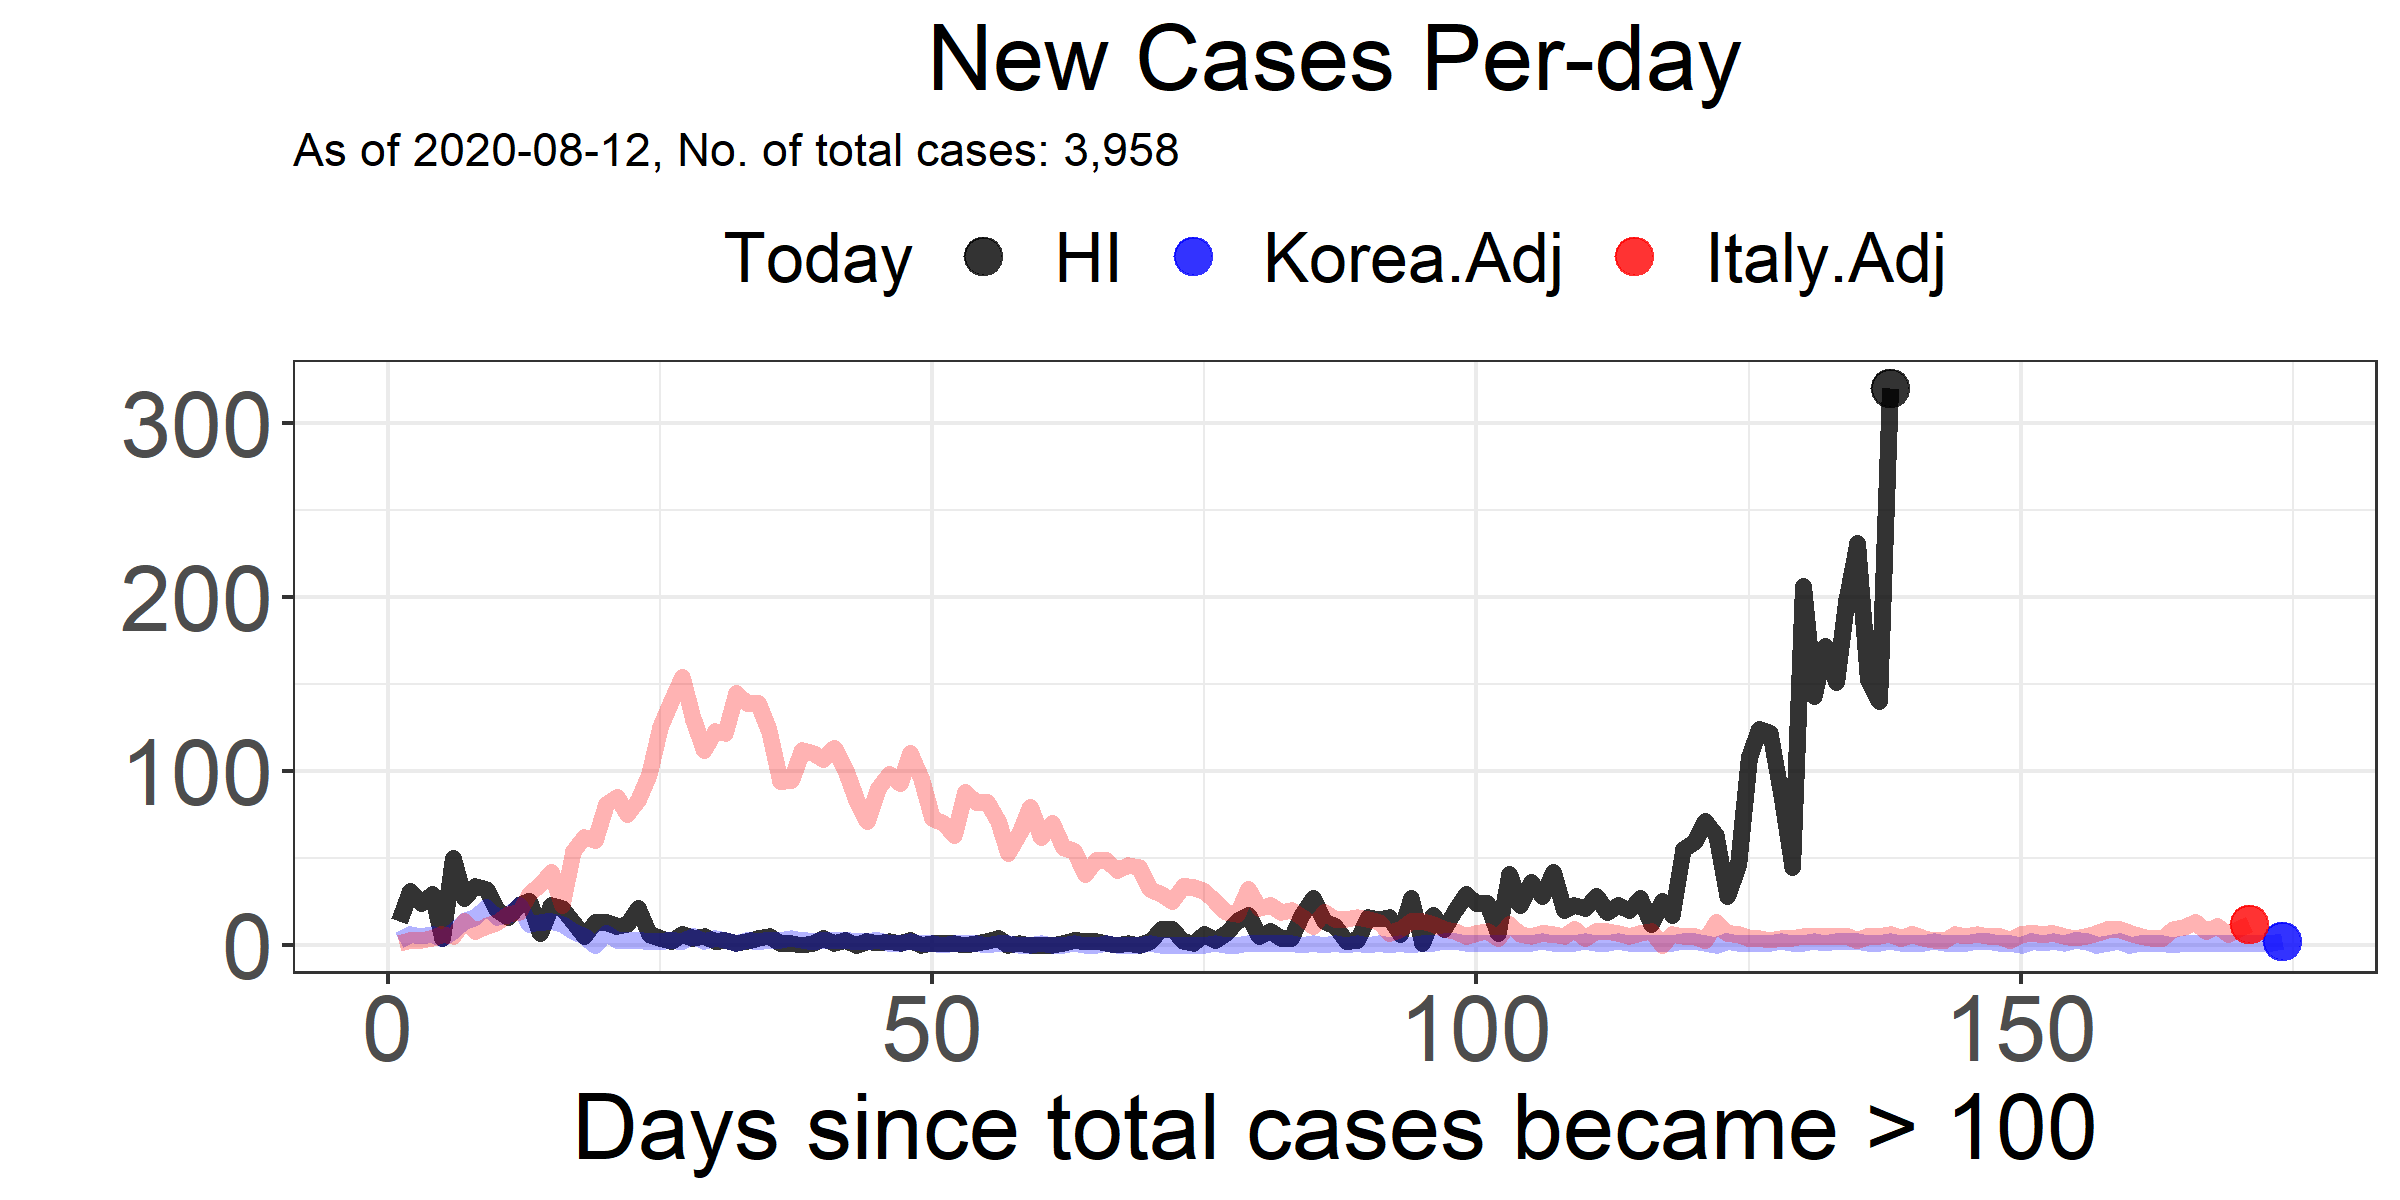 New Cases Per-day
As of 2020-08-12, No. of total cases: 3,958
Today HI Korea.Adj Italy.Adj
300
200
100
0
0 50 100 150
Days since total cases became > 100